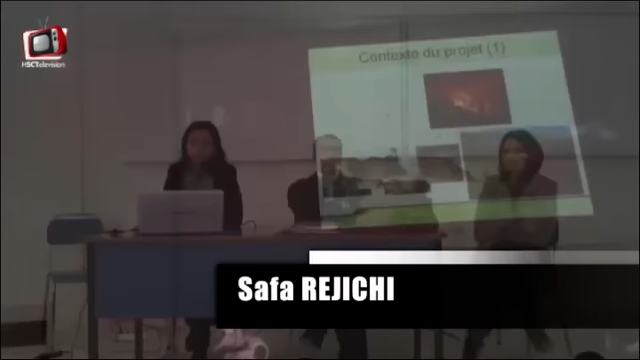 HSCTelevision
Contexte du projet (1)
Safa REJICHI